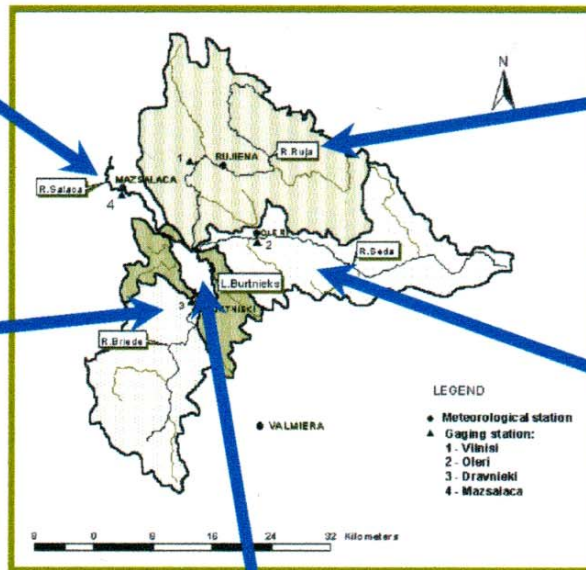 N
R.Ruja
1
RUJIENA
R.Salaca
MAZSALACA
4
OLERI
2
R.Seda
L.Burtnieks
3
R.Briede
LEGEND
Meteorological station
Gaging station:
1 - Vilnisi
2 - Oleri
3 - Dravnieki
4 - Mazsalaca
VALMIERA
8 0 8 16 24 32 Kilometers